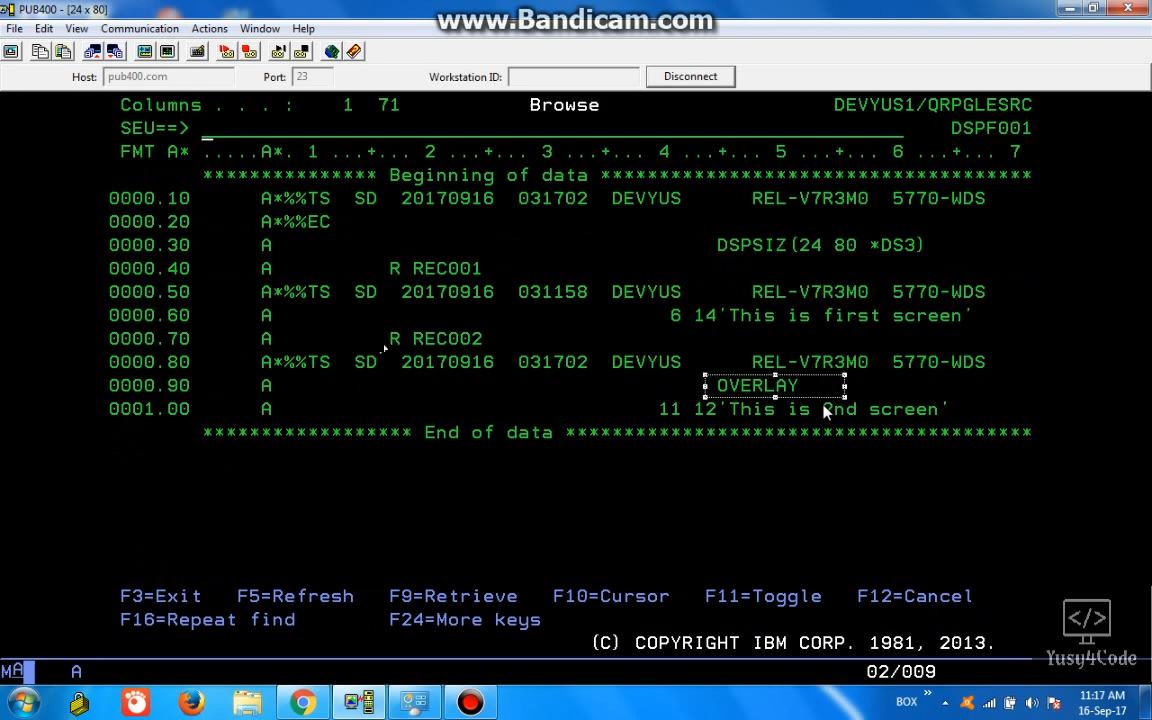 PUB400 - [24 x 80]
www.Bandicam.com
File Edit View Communication Actions Window Help
Host: pub400.com Port: 23 Workstation ID: Disconnect
Columns . . . : 1 71 Browse DEVYUS1/QRPGLESRC
SEU==> DSPF001
FMT A* .....A*. 1 ...+... 2 ...+... 3 ...+... 4 ...+... 5 ...+... 6 ...+... 7
*************** Beginning of data *************************************
0000.10 A*%%TS SD 20170916 031702 DEVYUS REL-V7R3M0 5770-WDS
0000.20 A*%%EC
0000.30 A DSPSIZ(24 80 *DS3)
0000.40 A R REC001
0000.50 A*%%TS SD 20170916 031158 DEVYUS REL-V7R3M0 5770-WDS
0000.60 A 6 14'This is first screen'
0000.70 A R REC002
0000.80 A*%%TS SD 20170916 031702 DEVYUS REL-V7R3M0 5770-WDS
0000.90 A OVERLAY
0001.00 A 11 12'This is 2nd screen'
****************** End of data ****************************************
F3=Exit F5=Refresh F9=Retrieve F10=Cursor F11=Toggle F12=Cancel
F16=Repeat find F24=More keys
(C) COPYRIGHT IBM CORP. 1981, 2013.
</>
Yusy4Code
MA A 02/009
BOX » 11:17 AM
16-Sep-17